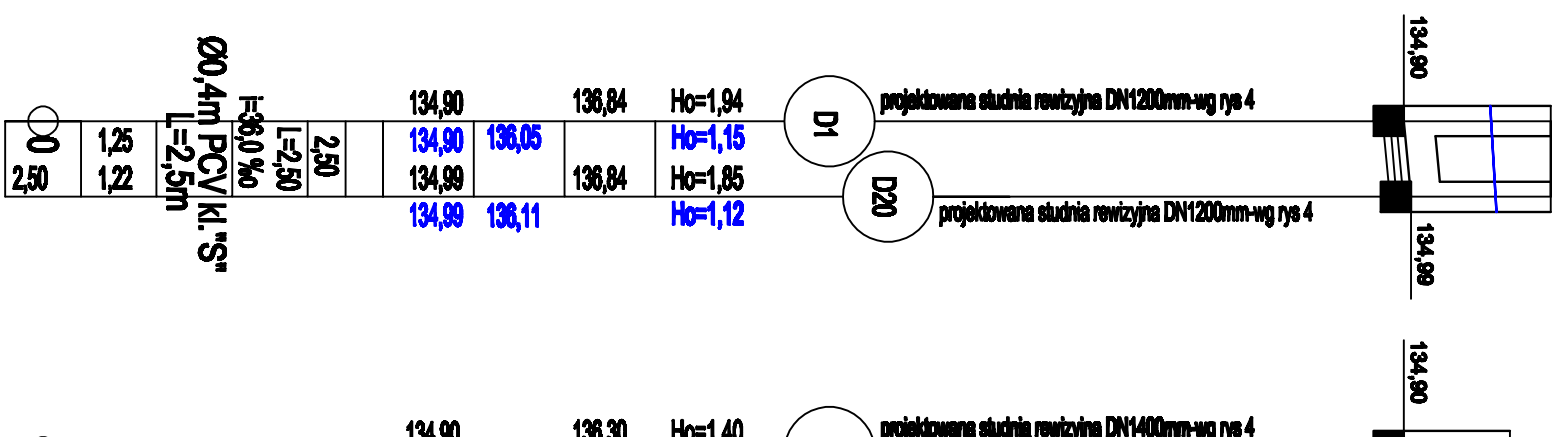 134,90
134,90 136,84 Ho=1,94 D1 projektowana studnia rewizyjna DN1200mm-wg rys 4
0 1,25 134,90 136,05 Ho=1,15
2,50 1,22 134,99 136,84 Ho=1,85 D20
134,99 136,11 Ho=1,12 projektowana studnia rewizyjna DN1200mm-wg rys 4
Ø0,4m PCV kl. "S"
L=2,5m
i=36,0 ‰
L=2,50
2,50
134,99
134,90
134,90 136,30 Ho=1,40 projektowana studnia rewizyjna DN1400mm-wg rys 4